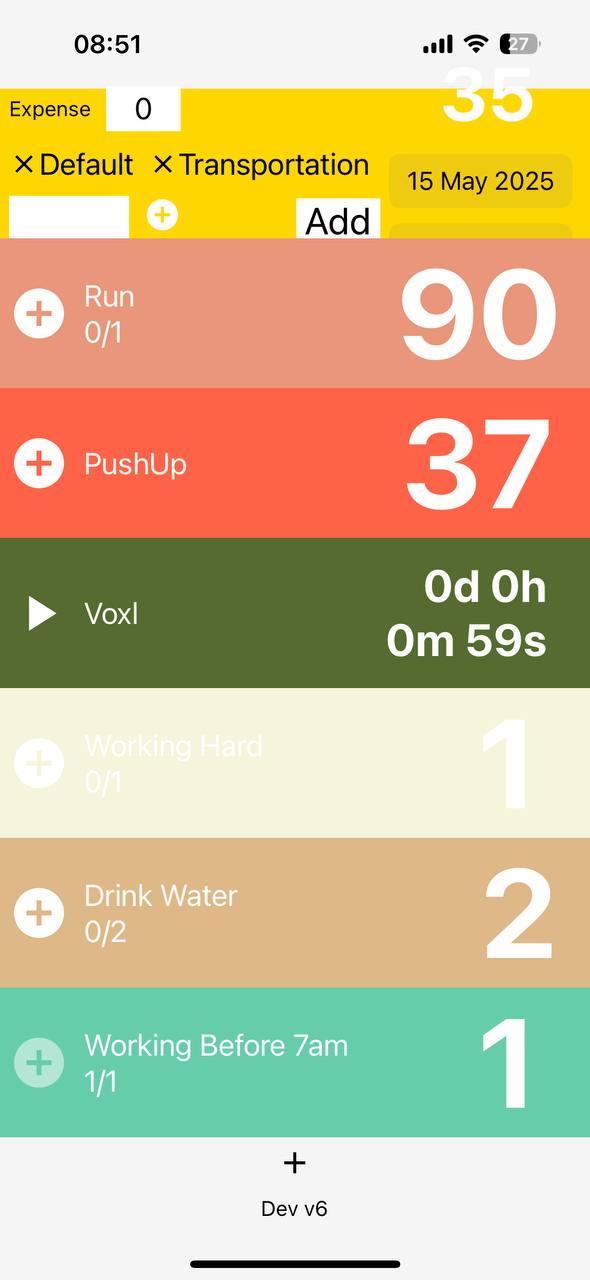 08:51
27
35
Expense 0
×Default ×Transportation
15 May 2025
Add
Run
0/1
90
PushUp
37
Voxl
0d 0h
0m 59s
Working Hard
0/1
1
Drink Water
0/2
2
Working Before 7am
1/1
1
+
Dev v6